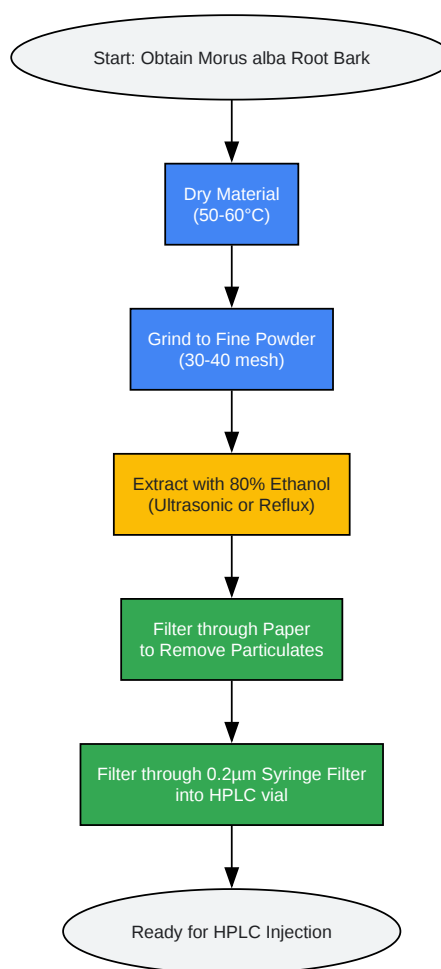 Start: Obtain Morus alba Root Bark
Dry Material
(50-60°C)
Grind to Fine Powder
(30-40 mesh)
Extract with 80% Ethanol
(Ultrasonic or Reflux)
Filter through Paper
to Remove Particulates
Filter through 0.2µm Syringe Filter
into HPLC vial
Ready for HPLC Injection